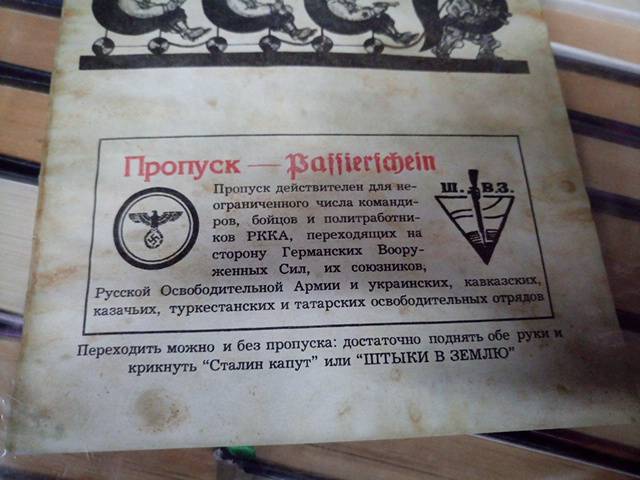 Пропуск — Passierschein
Ш. В.З.
Пропуск действителен для не-
ограниченного числа команди-
ров, бойцов и политработни-
ков РККА, переходящих на
сторону Германских Воору-
женных Сил, их союзников,
Русской Освободительной Армии и украинских, кавказских,
казачьих, туркестанских и татарских освободительных отрядов
Переходить можно и без пропуска: достаточно поднять обе руки и
крикнуть “Сталин капут” или “ШТЫКИ В ЗЕМЛЮ”